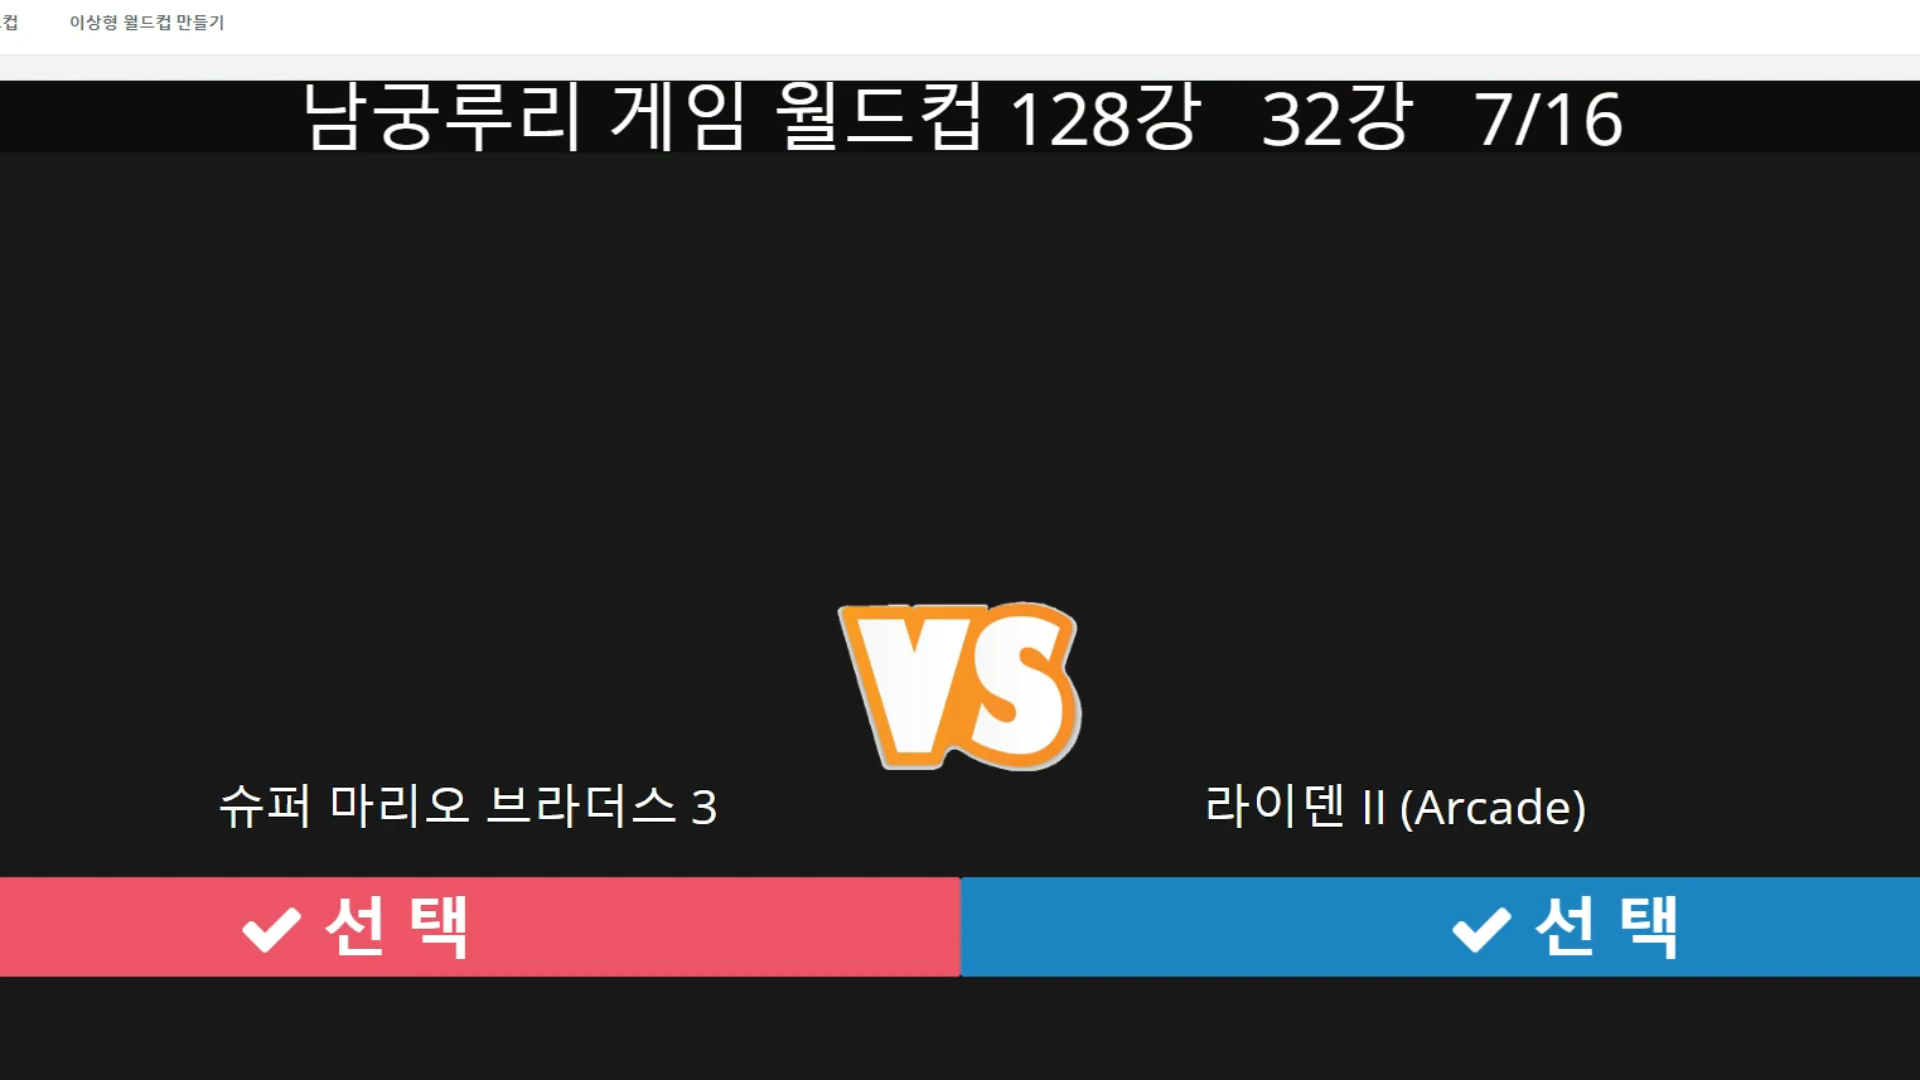 컵 이상형 월드컵 만들기
남궁루리 게임 월드컵 128강 32강 7/16
VS
슈퍼 마리오 브라더스 3
라이덴 II (Arcade)
선 택
선 택